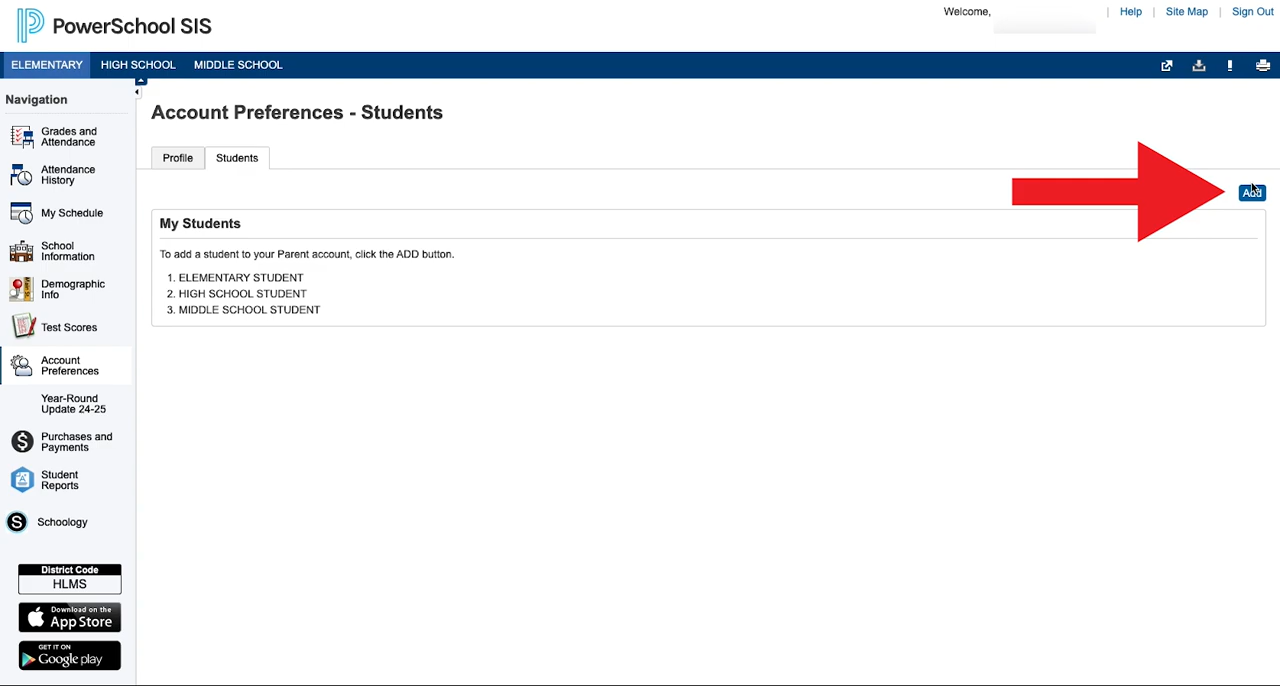 PowerSchool SIS
Welcome,
Help
Site Map
Sign Out
ELEMENTARY
HIGH SCHOOL
MIDDLE SCHOOL
Navigation
Grades and
Attendance
Attendance
History
My Schedule
School
Information
Demographic
Info
Test Scores
Account
Preferences
Year-Round
Update 24-25
Purchases and
Payments
Student
Reports
Schoology
District Code
HLMS
Download on the
App Store
GET IT ON
Google play
Account Preferences - Students
Profile
Students
Add
My Students
To add a student to your Parent account, click the ADD button.
1. ELEMENTARY STUDENT
2. HIGH SCHOOL STUDENT
3. MIDDLE SCHOOL STUDENT